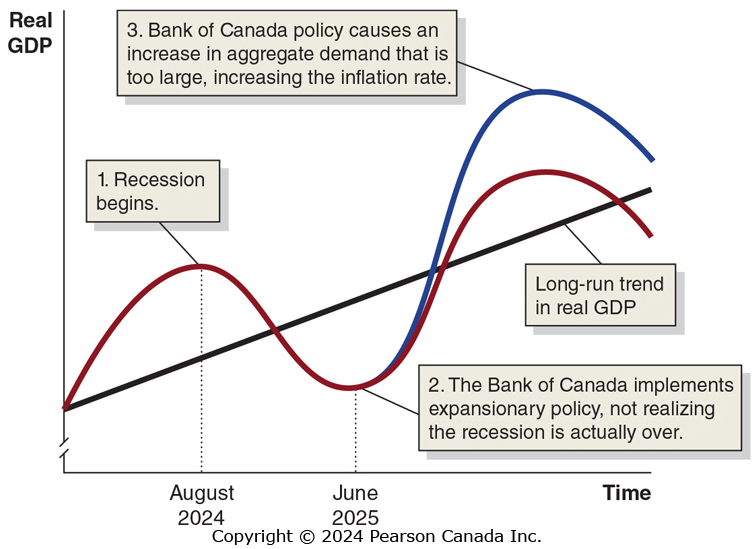 Real
GDP
3. Bank of Canada policy causes an
increase in aggregate demand that is
too large, increasing the inflation rate.
1. Recession
begins.
Long-run trend
in real GDP
2. The Bank of Canada implements
expansionary policy, not realizing
the recession is actually over.
August
2024
June
2025
Time
Copyright © 2024 Pearson Canada Inc.